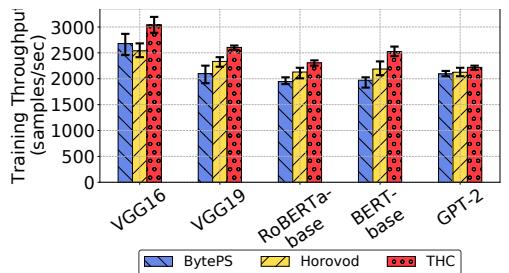 Training Throughput
(samples/sec)
3000
2500
2000
1500
1000
500
0
VGG16
VGG19
RoBERTa-
base
BERT-
base
GPT-2
BytePS
Horovod
THC